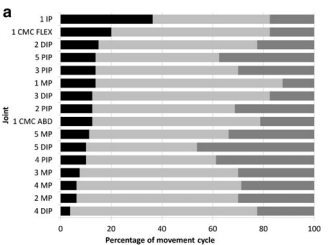 a
1 IP
1 CMC FLEX
2 DIP
5 PIP
3 PIP
1 MP
3 DIP
2 PIP
1 CMC ABD
5 MP
5 DIP
4 PIP
3 MP
4 MP
2 MP
4 DIP
Joint
0 20 40 60 80 100
Percentage of movement cycle